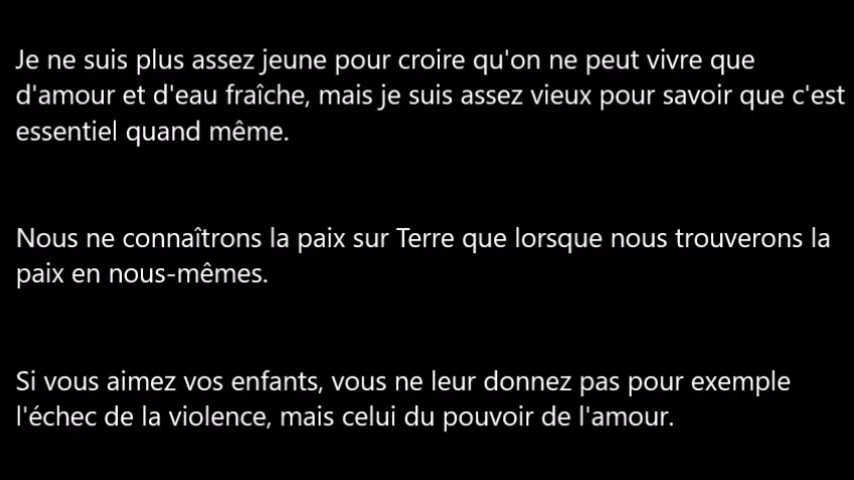 Je ne suis plus assez jeune pour croire qu'on ne peut vivre que
d'amour et d'eau fraîche, mais je suis assez vieux pour savoir que c'est
essentiel quand même.
Nous ne connaîtrons la paix sur Terre que lorsque nous trouverons la
paix en nous-mêmes.
Si vous aimez vos enfants, vous ne leur donnez pas pour exemple
l'échec de la violence, mais celui du pouvoir de l'amour.